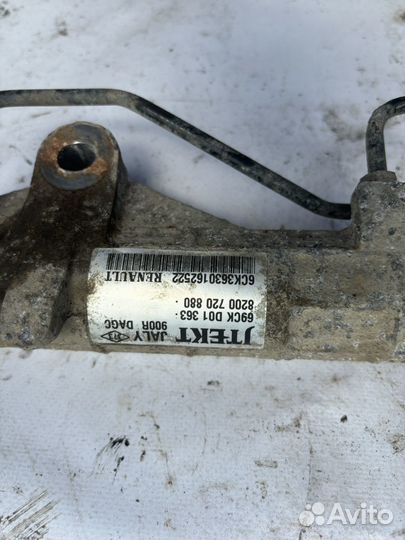 6CK3630162522 RENAULT
8200 720 880.
69CK D01 363.
JTEKT JALY
900R DAGC
Avito